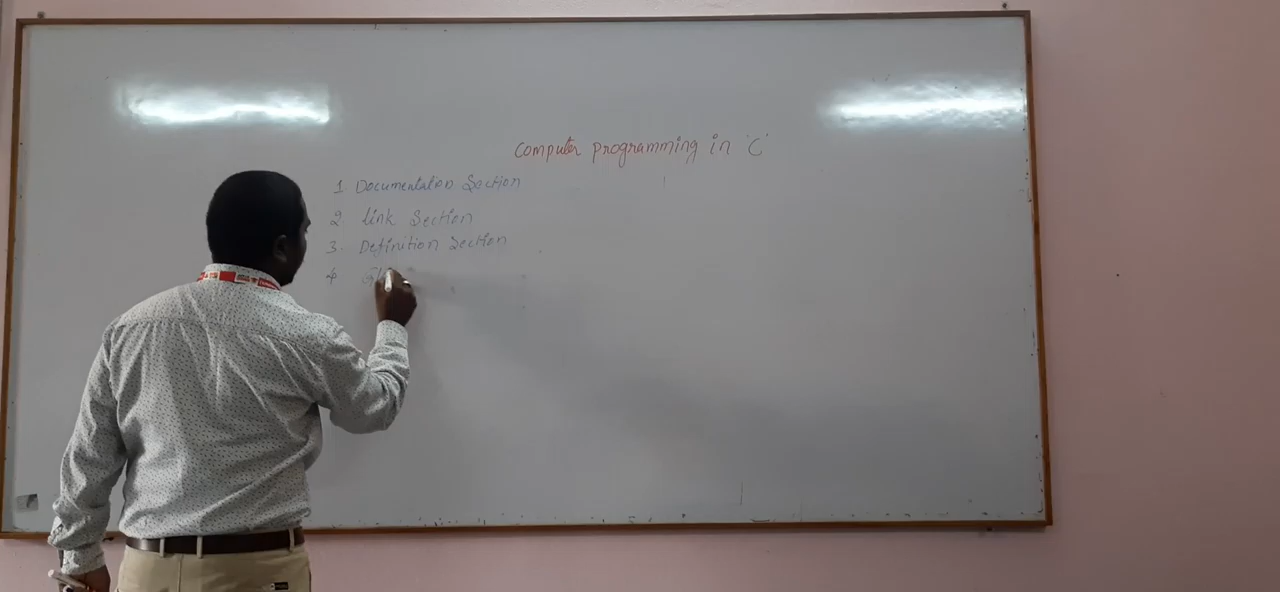 Computer programming in 'C'
1 Documentation Section
2. link Section
3. Definition Section
4